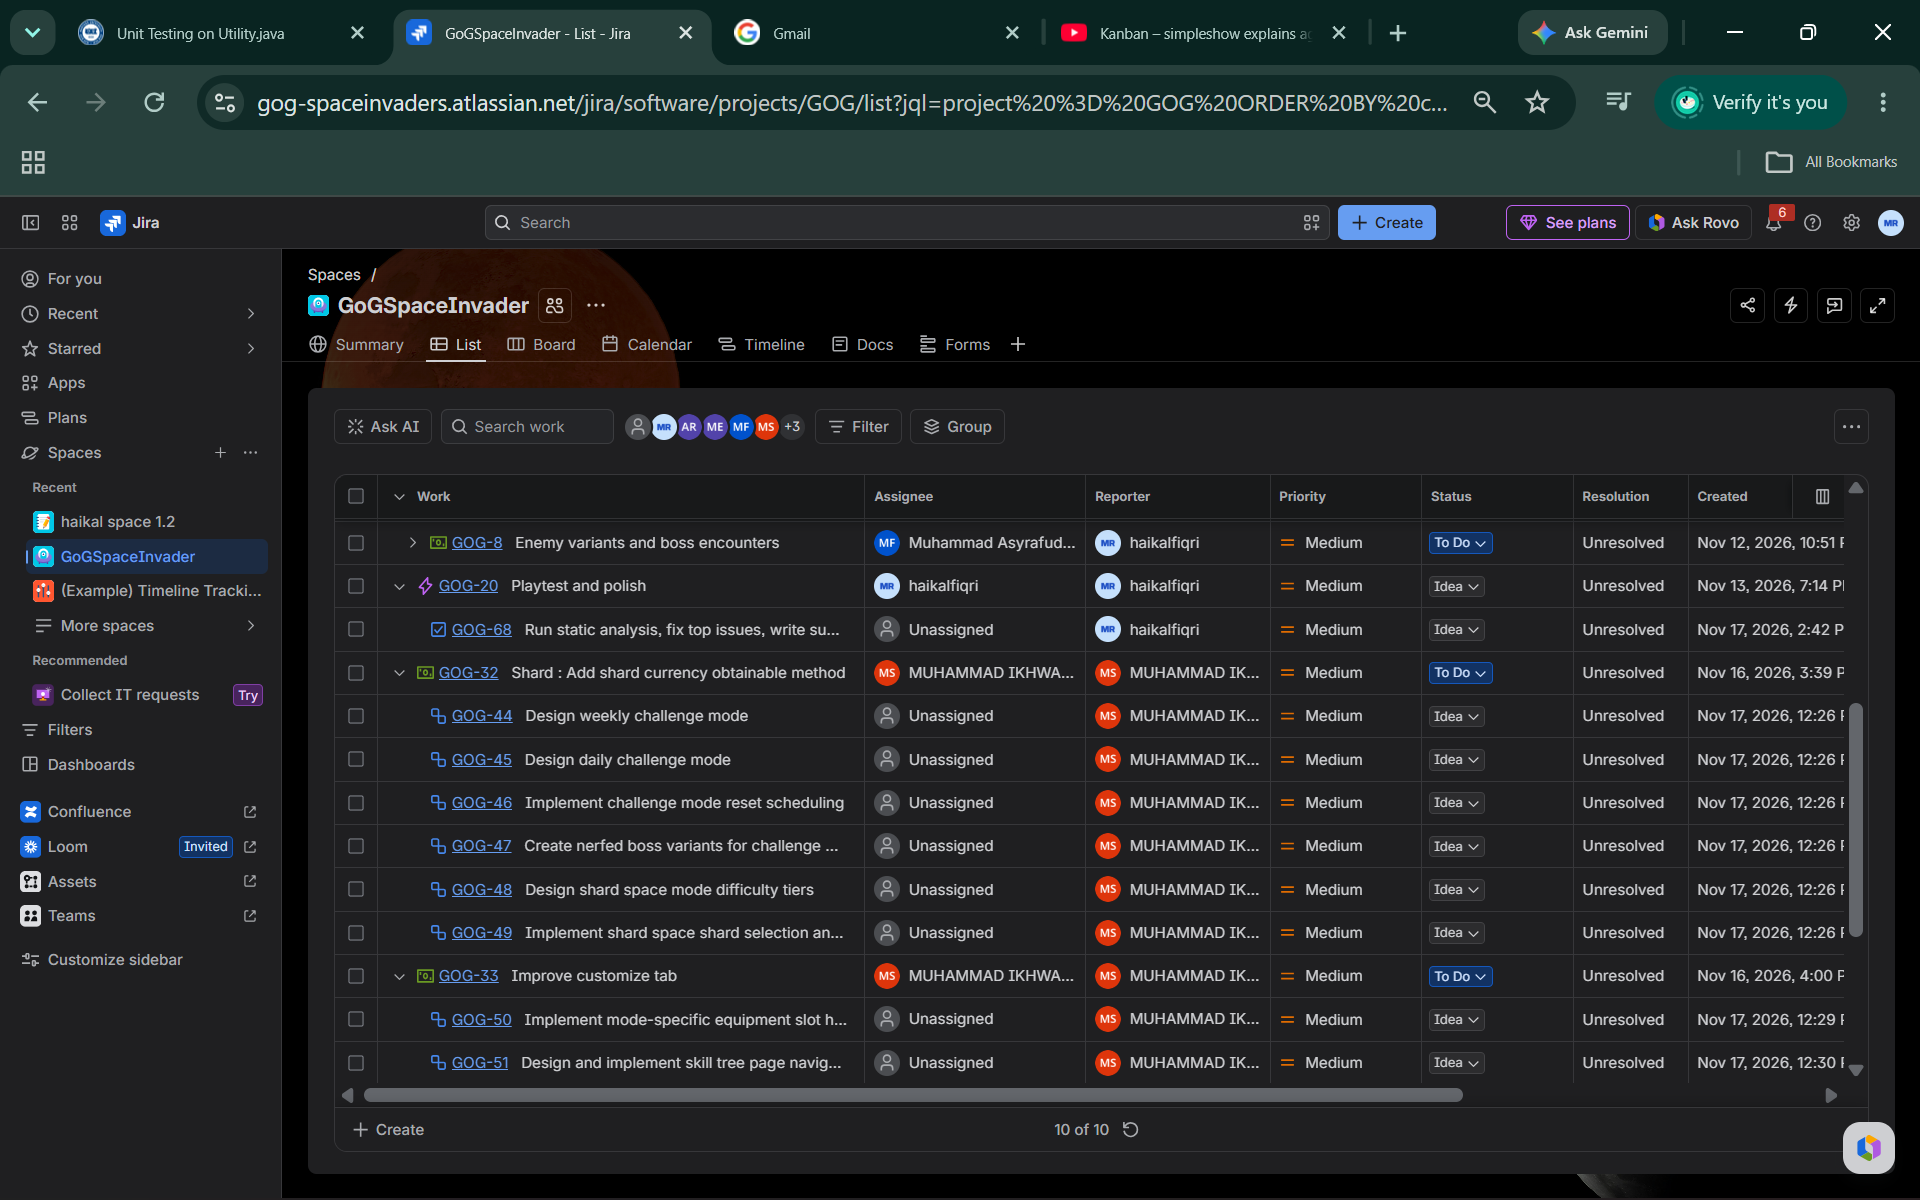 Unit Testing on Utility.java
GoGSpaceInvader - List - Jira
Gmail
Kanban – simpleshow explains ag
Ask Gemini
gog-spaceinvaders.atlassian.net/jira/software/projects/GOG/list?jql=project%20%3D%20GOG%20ORDER%20BY%20c...
Verify it's you
All Bookmarks
Jira
Search
Create
See plans
Ask Rovo
6
MR
For you
Recent
Starred
Apps
Plans
Spaces
Recent
haikal space 1.2
GoGSpaceInvader
(Example) Timeline Tracki...
More spaces
Recommended
Collect IT requests Try
Filters
Dashboards
Confluence
Loom Invited
Assets
Teams
Customize sidebar
Spaces /
GoGSpaceInvader
Summary List Board Calendar Timeline Docs Forms
Ask AI Search work MR AR ME MF MS +3 Filter Group
Work Assignee Reporter Priority Status Resolution Created
GOG-8 Enemy variants and boss encounters MF Muhammad Asyrafud... MR haikalfiqri Medium To Do Unresolved Nov 12, 2026, 10:51
GOG-20 Playtest and polish MR haikalfiqri MR haikalfiqri Medium Idea Unresolved Nov 13, 2026, 7:14 P
GOG-68 Run static analysis, fix top issues, write su... Unassigned MR haikalfiqri Medium Idea Unresolved Nov 17, 2026, 2:42 P
GOG-32 Shard : Add shard currency obtainable method MS MUHAMMAD IKHWA... MS MUHAMMAD IK... Medium To Do Unresolved Nov 16, 2026, 3:39 P
GOG-44 Design weekly challenge mode Unassigned MS MUHAMMAD IK... Medium Idea Unresolved Nov 17, 2026, 12:26
GOG-45 Design daily challenge mode Unassigned MS MUHAMMAD IK... Medium Idea Unresolved Nov 17, 2026, 12:26
GOG-46 Implement challenge mode reset scheduling Unassigned MS MUHAMMAD IK... Medium Idea Unresolved Nov 17, 2026, 12:26
GOG-47 Create nerfed boss variants for challenge ... Unassigned MS MUHAMMAD IK... Medium Idea Unresolved Nov 17, 2026, 12:26
GOG-48 Design shard space mode difficulty tiers Unassigned MS MUHAMMAD IK... Medium Idea Unresolved Nov 17, 2026, 12:26
GOG-49 Implement shard space shard selection an... Unassigned MS MUHAMMAD IK... Medium Idea Unresolved Nov 17, 2026, 12:26
GOG-33 Improve customize tab MS MUHAMMAD IKHWA... MS MUHAMMAD IK... Medium To Do Unresolved Nov 16, 2026, 4:00 P
GOG-50 Implement mode-specific equipment slot h... Unassigned MS MUHAMMAD IK... Medium Idea Unresolved Nov 17, 2026, 12:29
GOG-51 Design and implement skill tree page navig... Unassigned MS MUHAMMAD IK... Medium Idea Unresolved Nov 17, 2026, 12:30
Create
10 of 10